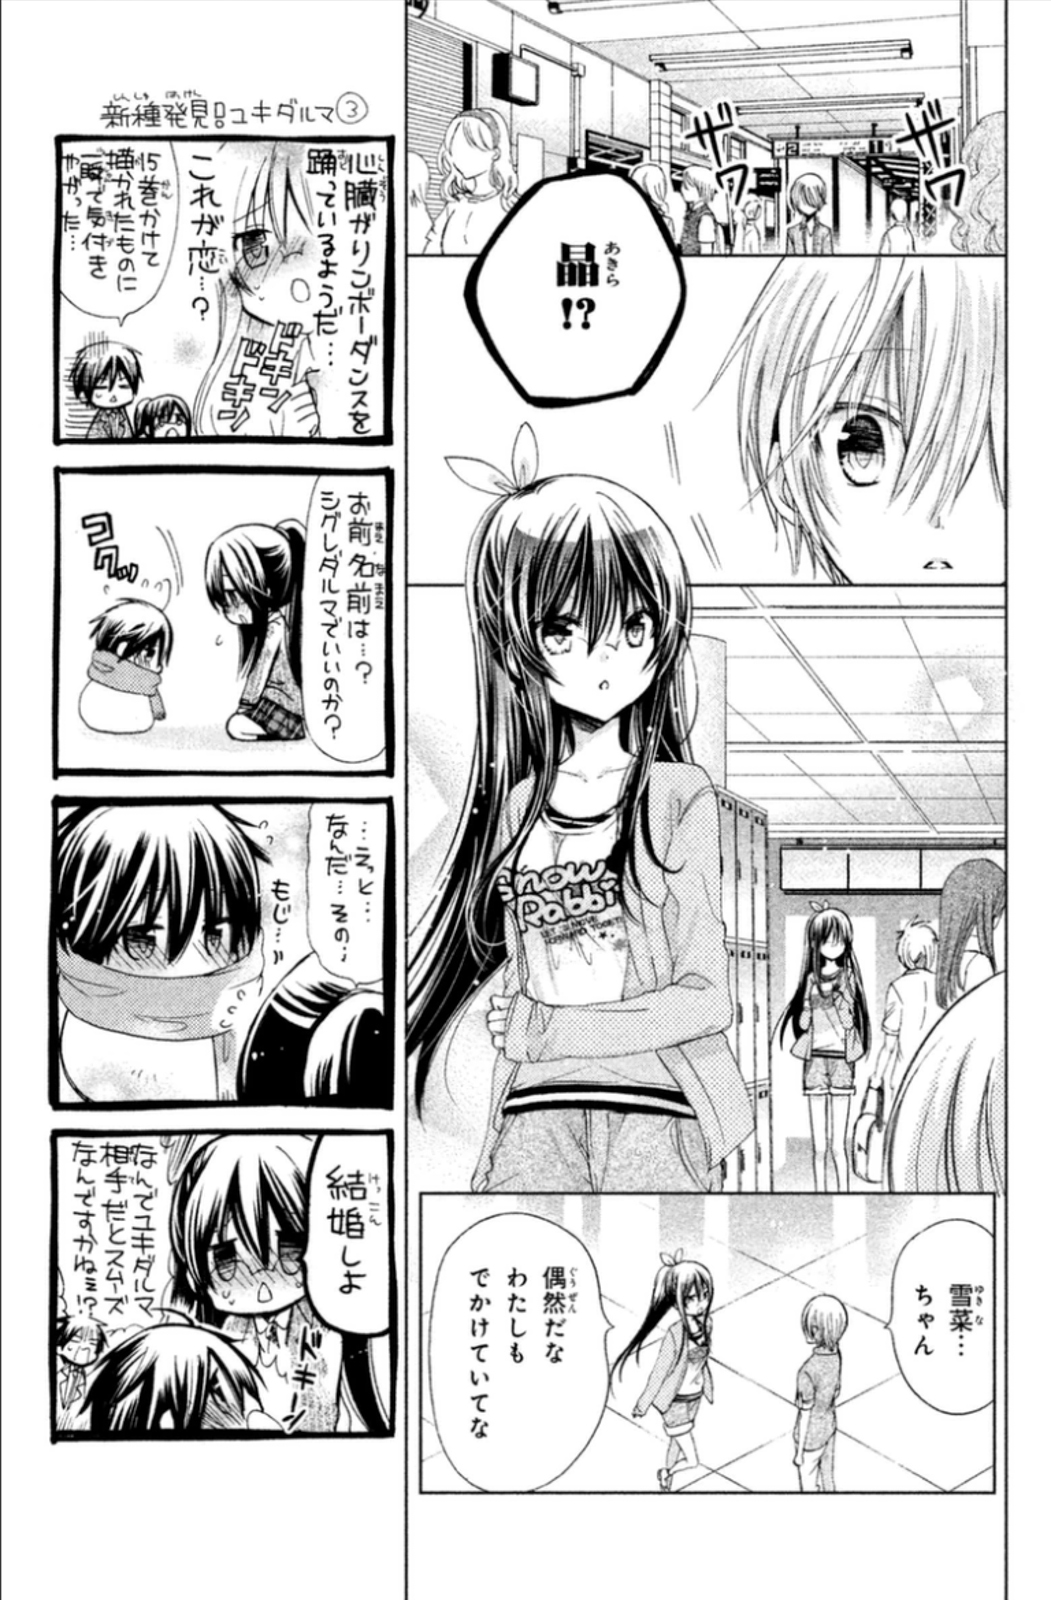 ザワ
ザワ
晶
!?
Snow
Rabbi
雪菜…
ちゃん
偶然だな
わたしも
でかけていてな
新種発見!!ユキダルマ③
心臓がリンボーダンスを
踊っているようだ…
これが恋…?
ドキン
ドキン
15巻かけて
描かれたものに
一瞬で気付き
やがった…
お前名前は…?
シグレダルマでいいのか?
コクッ
…えっと…
なんだ…その…
もじ…
結婚しよ
ドキーン
なんでユキダルマ
相手だとスムーズ
なんですかねぇ!?